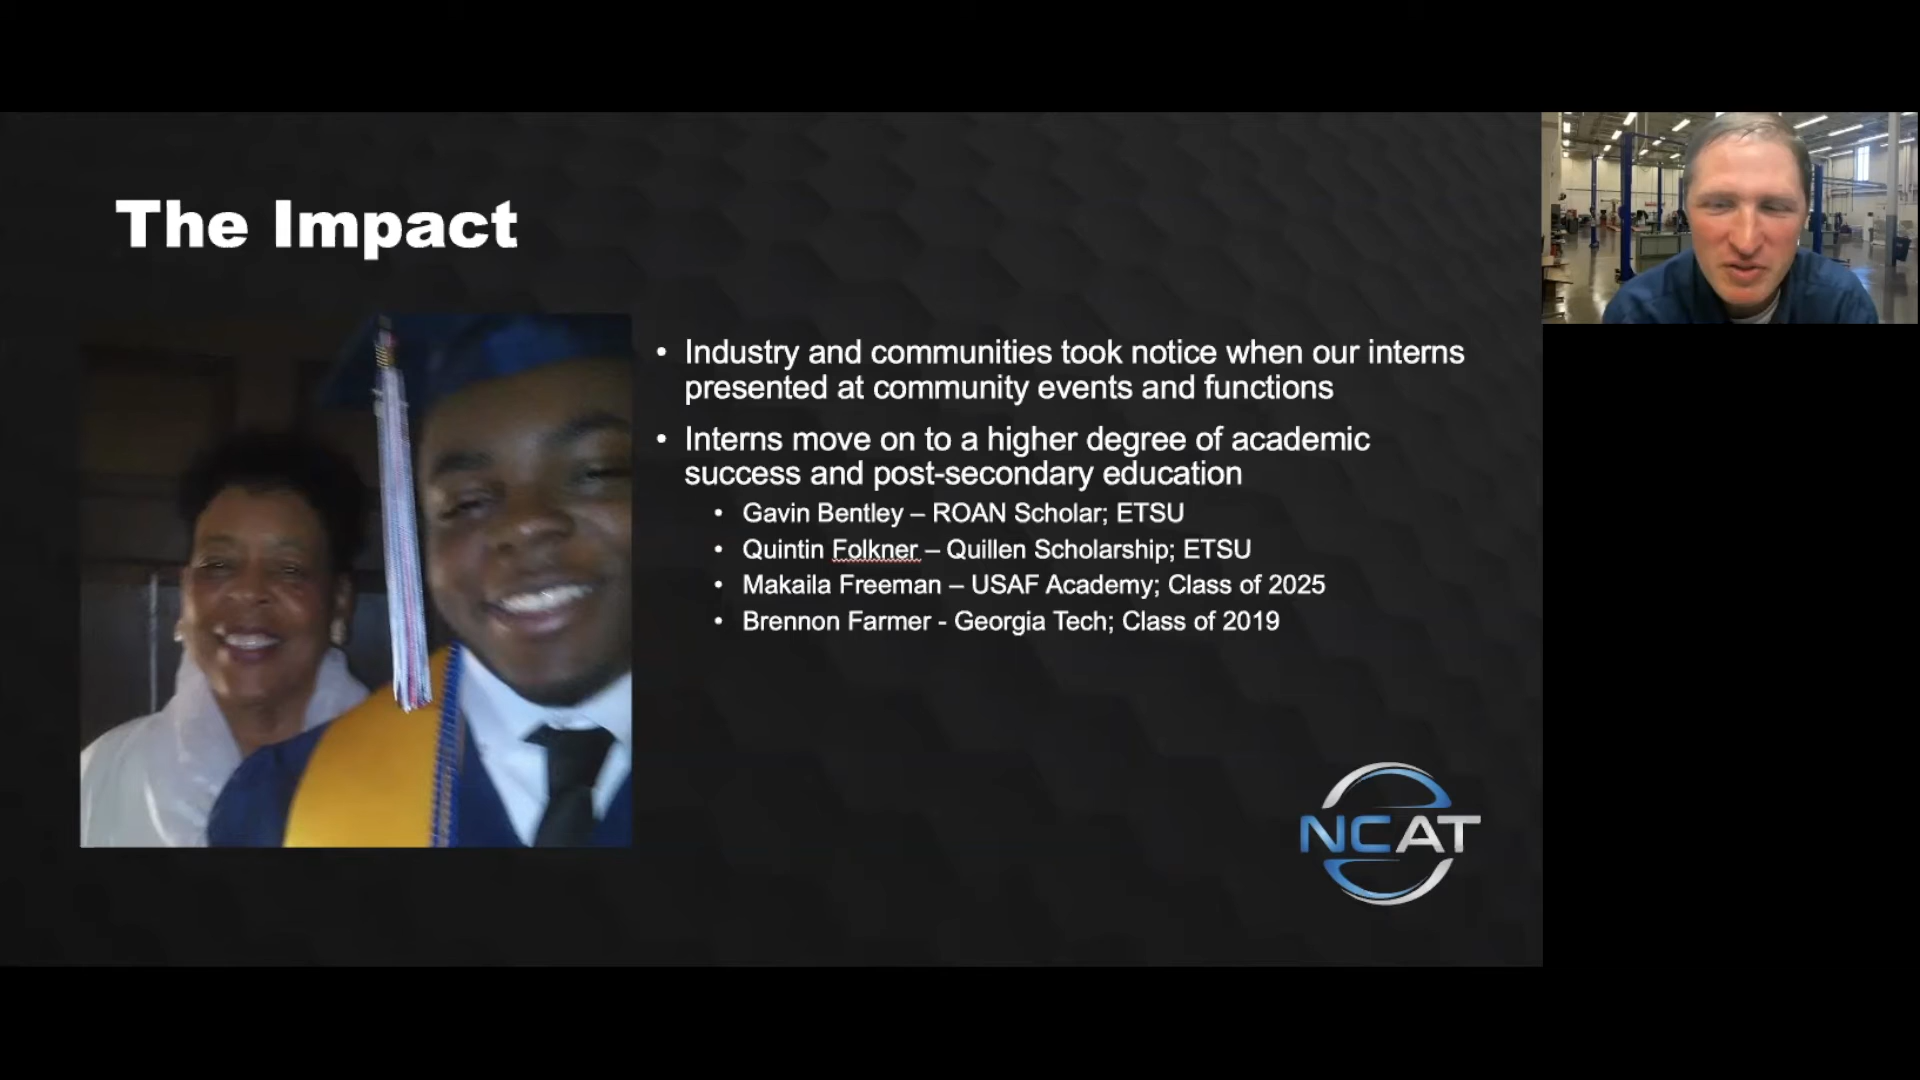 The Impact
• Industry and communities took notice when our interns
presented at community events and functions
• Interns move on to a higher degree of academic
success and post-secondary education
• Gavin Bentley – ROAN Scholar; ETSU
• Quintin Folkner – Quillen Scholarship; ETSU
• Makaila Freeman – USAF Academy; Class of 2025
• Brennon Farmer - Georgia Tech; Class of 2019
NCAT